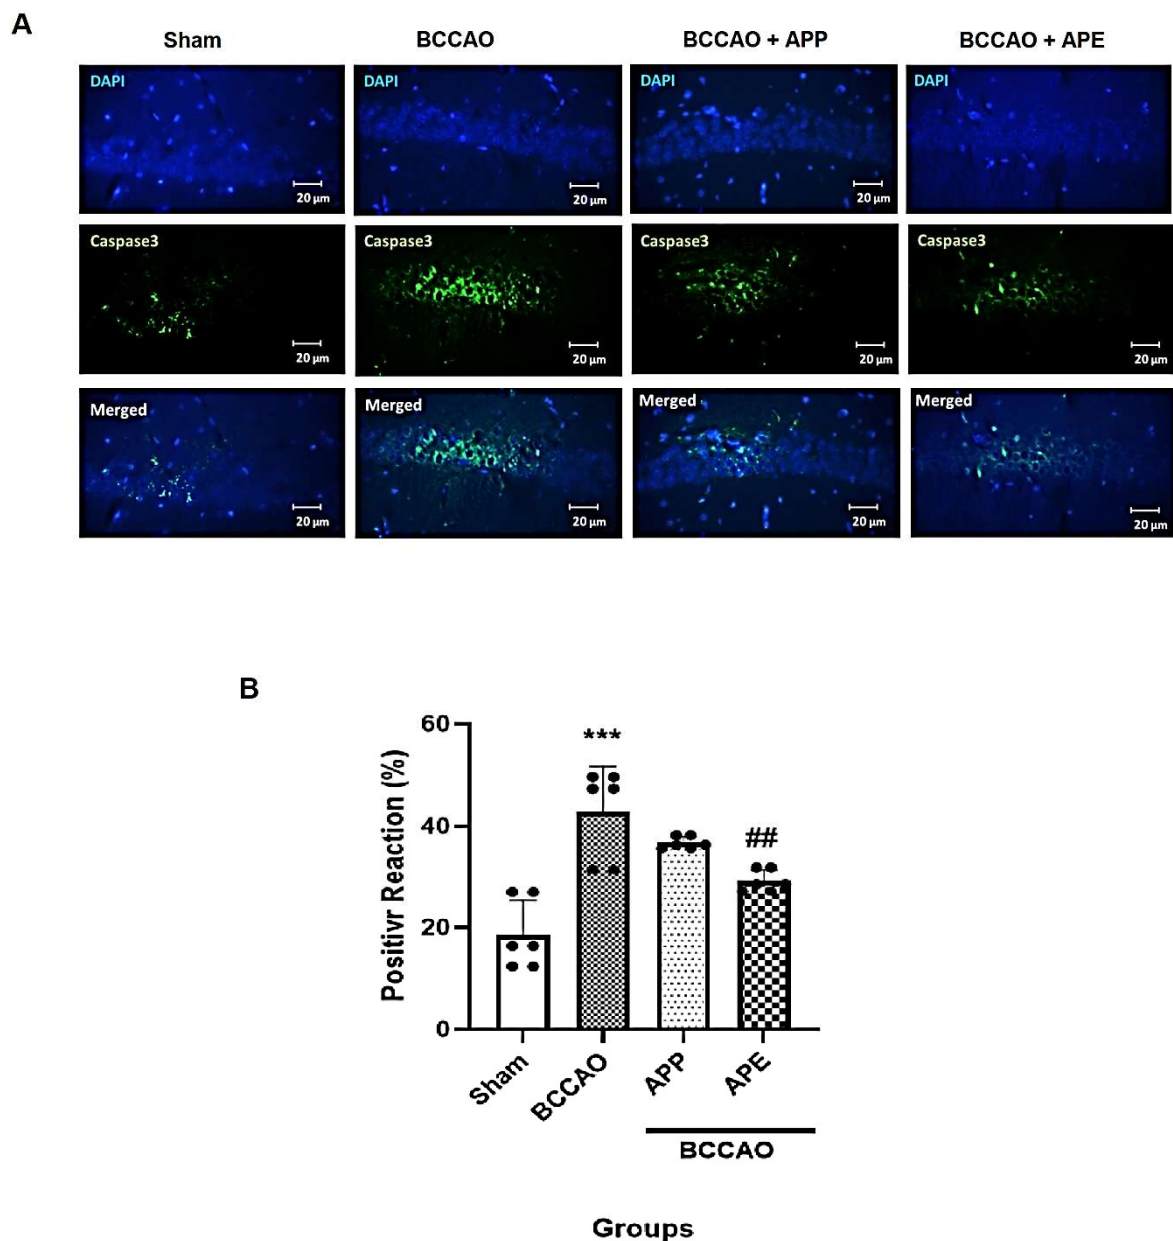 A
Sham BCCAO BCCAO + APP BCCAO + APE
DAPI DAPI DAPI DAPI
20 µm 20 µm 20 µm 20 µm
Caspase3 Caspase3 Caspase3 Caspase3
20 µm 20 µm 20 µm 20 µm
Merged Merged Merged Merged
20 µm 20 µm 20 µm 20 µm
B
Positivr Reaction (%)
60
40
20
0
***
##
Sham BCCAO APP APE
BCCAO
Groups